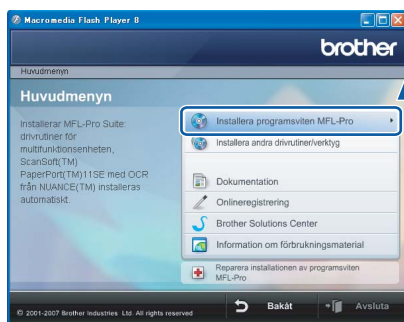 Macromedia Flash Player 8
brother
Huvudmenyn
Huvudmenyn
Installerar MFL-Pro Suite:
drivrutiner för
multifunktionsenheten,
ScanSoft(TM)
PaperPort(TM)11SE med OCR
från NUANCE(TM) installeras
automatiskt.
Installera programsviten MFL-Pro
Installera andra drivrutiner/verktyg
Dokumentation
Onlineregistrering
Brother Solutions Center
Information om förbrukningsmaterial
Reparera installationen av programsviten
MFL-Pro
© 2001-2007 Brother Industries Ltd. All rights reserved
Bakåt
Avsluta